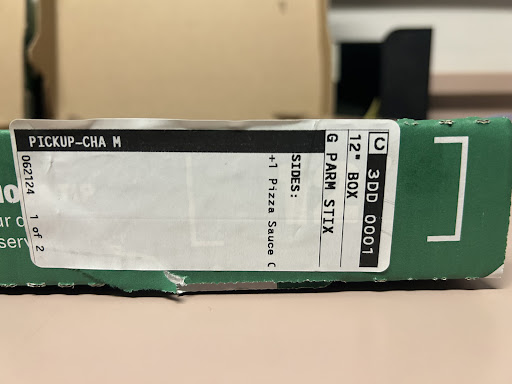 PICKUP-CHA M
3DD 0001
12" BOX
G PARM STIX
SIDES:
+1 Pizza Sauce C
062124 1 of 2